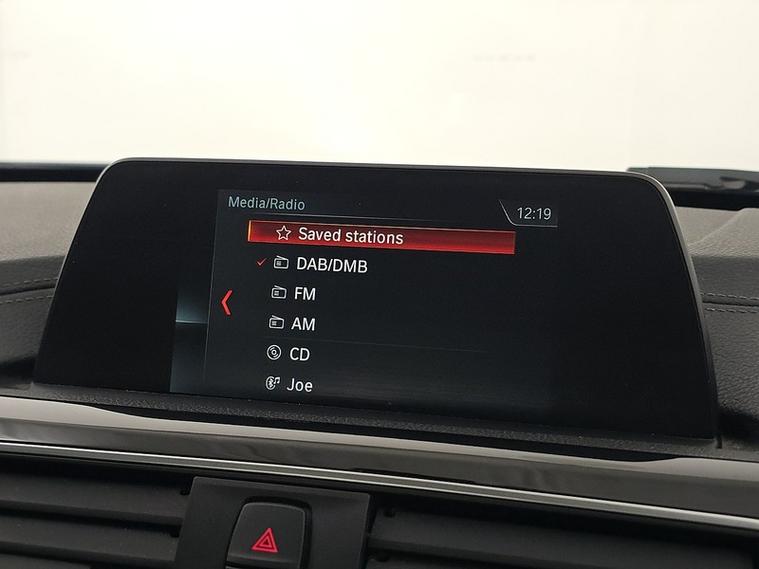 Media/Radio
12:19
Saved stations
DAB/DMB
FM
AM
CD
Joe